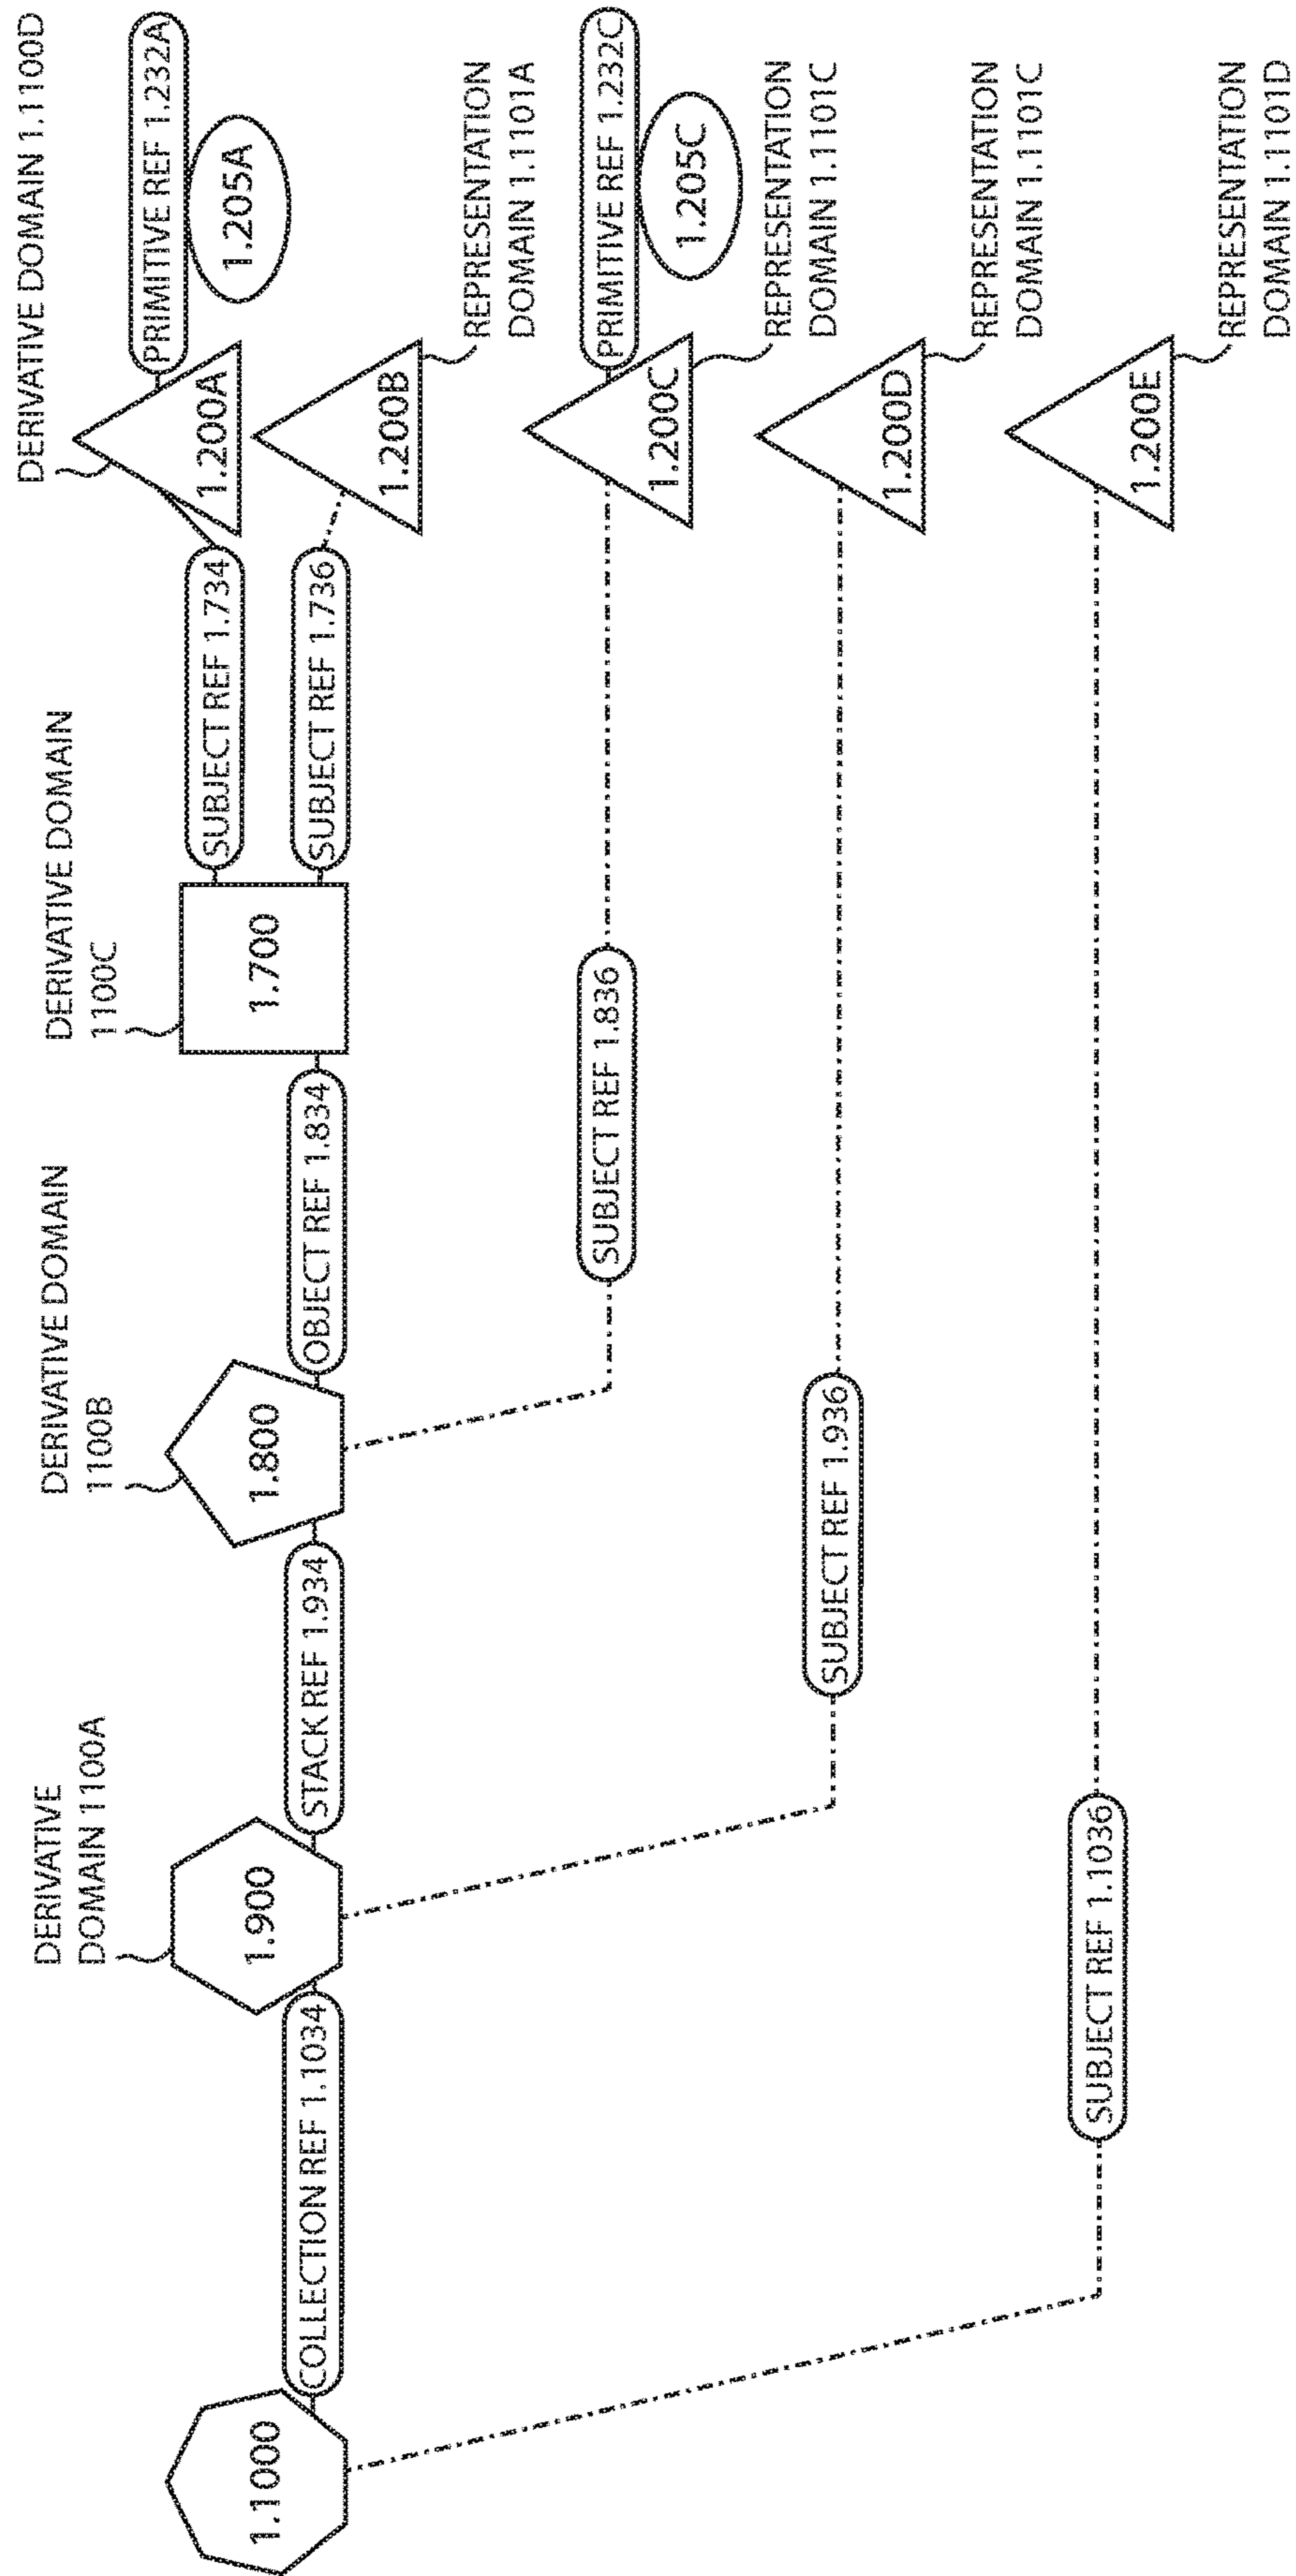 DERIVATIVE
DOMAIN 1100A
DERIVATIVE DOMAIN
1100B
DERIVATIVE DOMAIN
1100C
DERIVATIVE DOMAIN 1.1100D
1.1000
COLLECTION REF 1.1034
1.900
STACK REF 1.934
1.800
OBJECT REF 1.834
1.700
SUBJECT REF 1.734
1.200A
PRIMITIVE REF 1.232A
1.205A
SUBJECT REF 1.736
1.200B
REPRESENTATION
DOMAIN 1.1101A
SUBJECT REF 1.836
1.200C
PRIMITIVE REF 1.232C
1.205C
REPRESENTATION
DOMAIN 1.1101C
SUBJECT REF 1.936
1.200D
REPRESENTATION
DOMAIN 1.1101C
SUBJECT REF 1.1036
1.200E
REPRESENTATION
DOMAIN 1.1101D